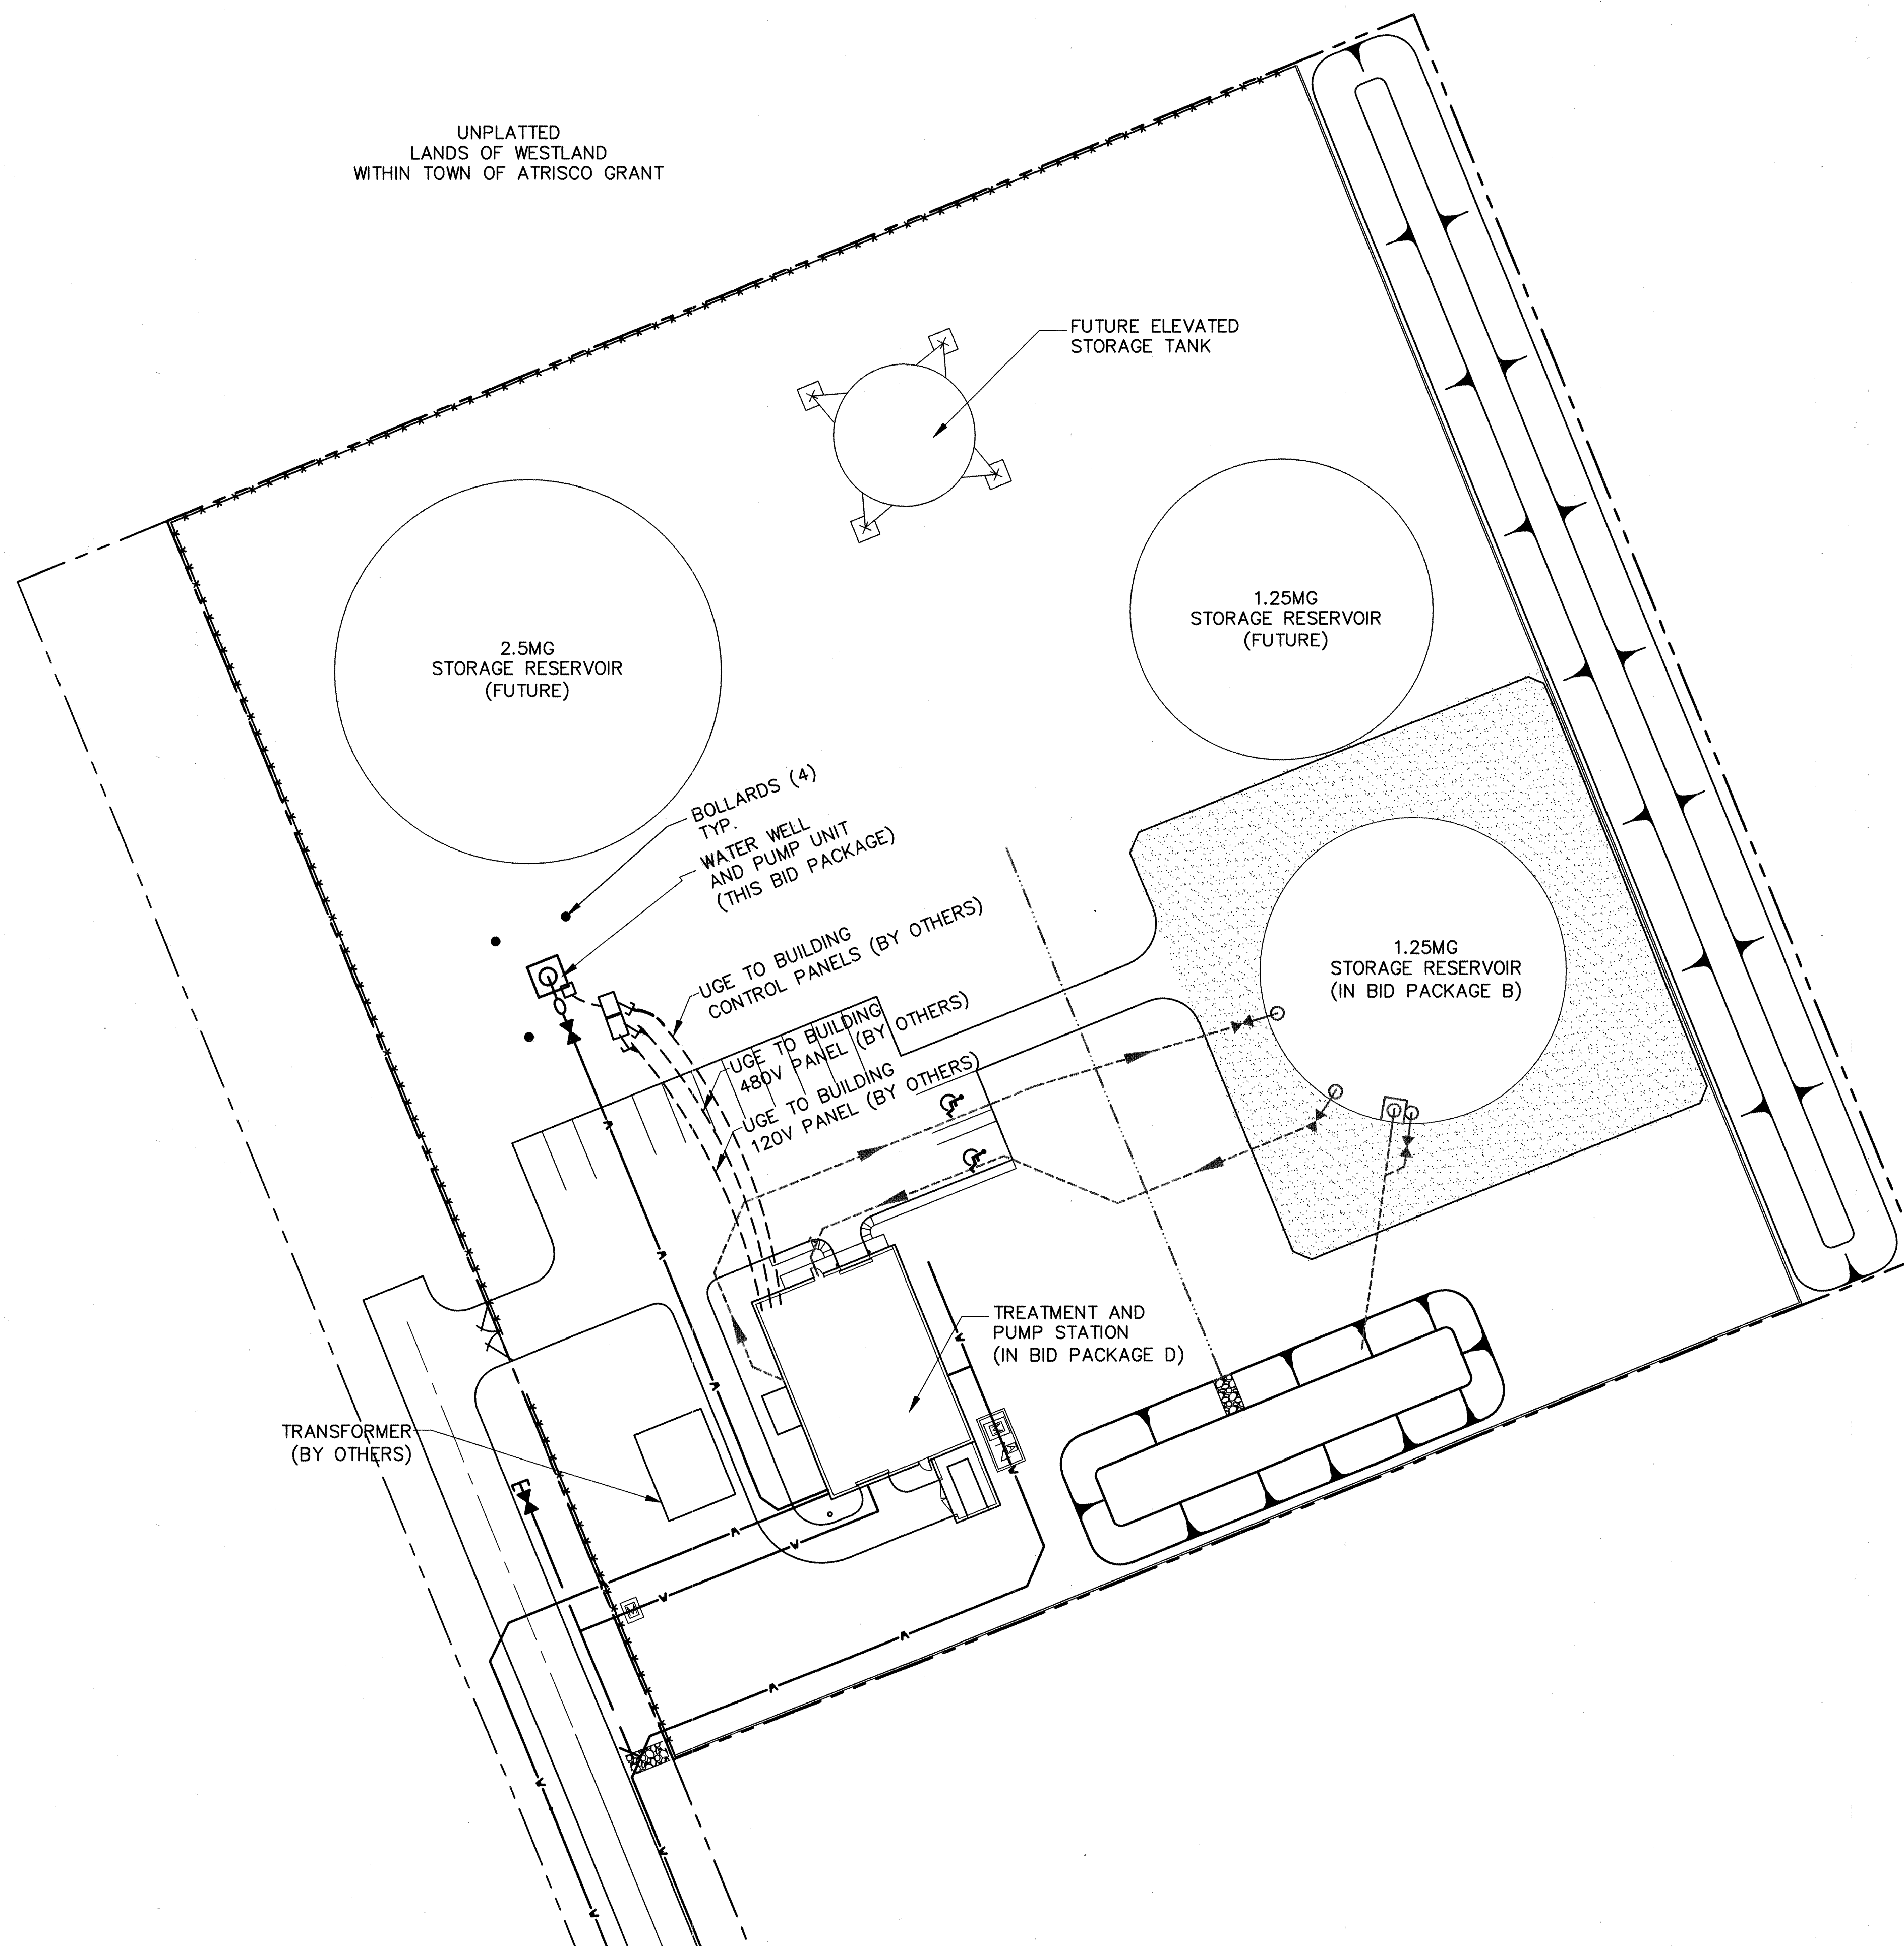 UNPLATTED
LANDS OF WESTLAND
WITHIN TOWN OF ATRISCO GRANT
FUTURE ELEVATED
STORAGE TANK
1.25MG
STORAGE RESERVOIR
(FUTURE)
2.5MG
STORAGE RESERVOIR
(FUTURE)
BOLLARDS (4)
TYP.
WATER WELL
AND PUMP UNIT
(THIS BID PACKAGE)
UGE TO BUILDING
CONTROL PANELS (BY OTHERS)
1.25MG
STORAGE RESERVOIR
(IN BID PACKAGE B)
UGE TO BUILDING
480V PANEL (BY OTHERS)
UGE TO BUILDING
120V PANEL (BY OTHERS)
TREATMENT AND
PUMP STATION
(IN BID PACKAGE D)
TRANSFORMER
(BY OTHERS)
M
A
M